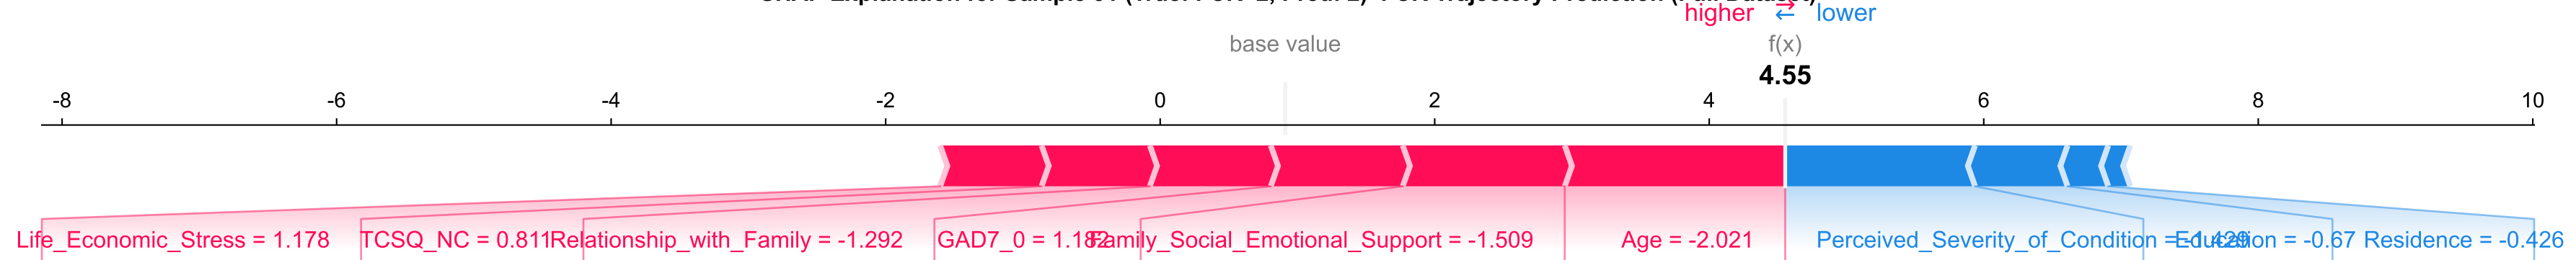 higher ⇄ lower
base value f(x)
4.55
-8 -6 -4 -2 0 2 4 6 8 10
Life_Economic_Stress = 1.178 TCSQ_NC = 0.811 Relationship_with_Family = -1.292 GAD7_0 = 1.182 Family_Social_Emotional_Support = -1.509 Age = -2.021 Perceived_Severity_of_Condition = Education = -0.67 Residence = -0.426